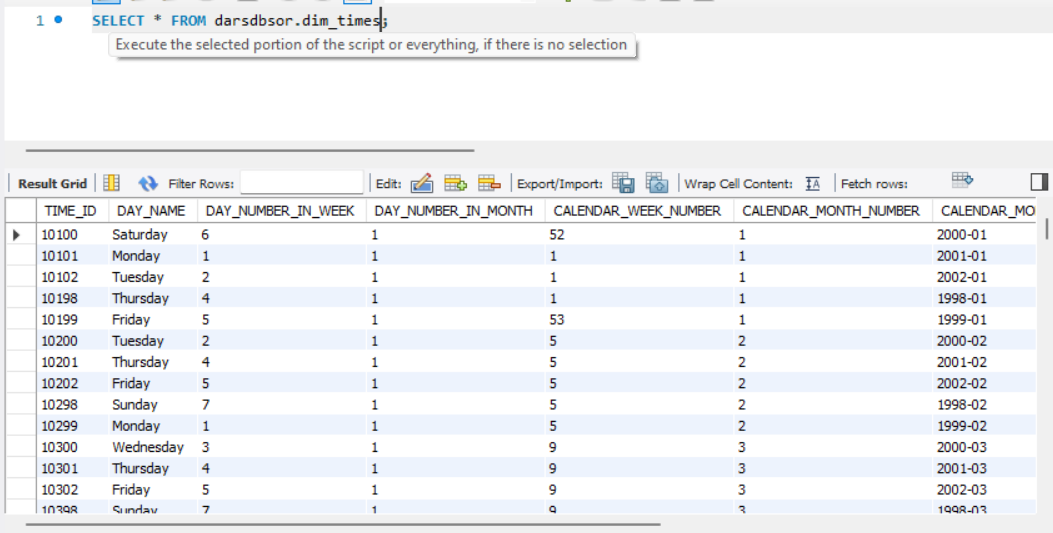 1 SELECT * FROM darsdbsor.dim_times;
Execute the selected portion of the script or everything, if there is no selection
Result Grid Filter Rows: Edit: Export/Import: Wrap Cell Content: IA Fetch rows:
TIME_ID DAY_NAME DAY_NUMBER_IN_WEEK DAY_NUMBER_IN_MONTH CALENDAR_WEEK_NUMBER CALENDAR_MONTH_NUMBER CALENDAR_MO
10100 Saturday 6 1 52 1 2000-01
10101 Monday 1 1 1 1 2001-01
10102 Tuesday 2 1 1 1 2002-01
10198 Thursday 4 1 1 1 1998-01
10199 Friday 5 1 53 1 1999-01
10200 Tuesday 2 1 5 2 2000-02
10201 Thursday 4 1 5 2 2001-02
10202 Friday 5 1 5 2 2002-02
10298 Sunday 7 1 5 2 1998-02
10299 Monday 1 1 5 2 1999-02
10300 Wednesday 3 1 9 3 2000-03
10301 Thursday 4 1 9 3 2001-03
10302 Friday 5 1 9 3 2002-03
10398 Sunday 7 1 9 3 1998-03